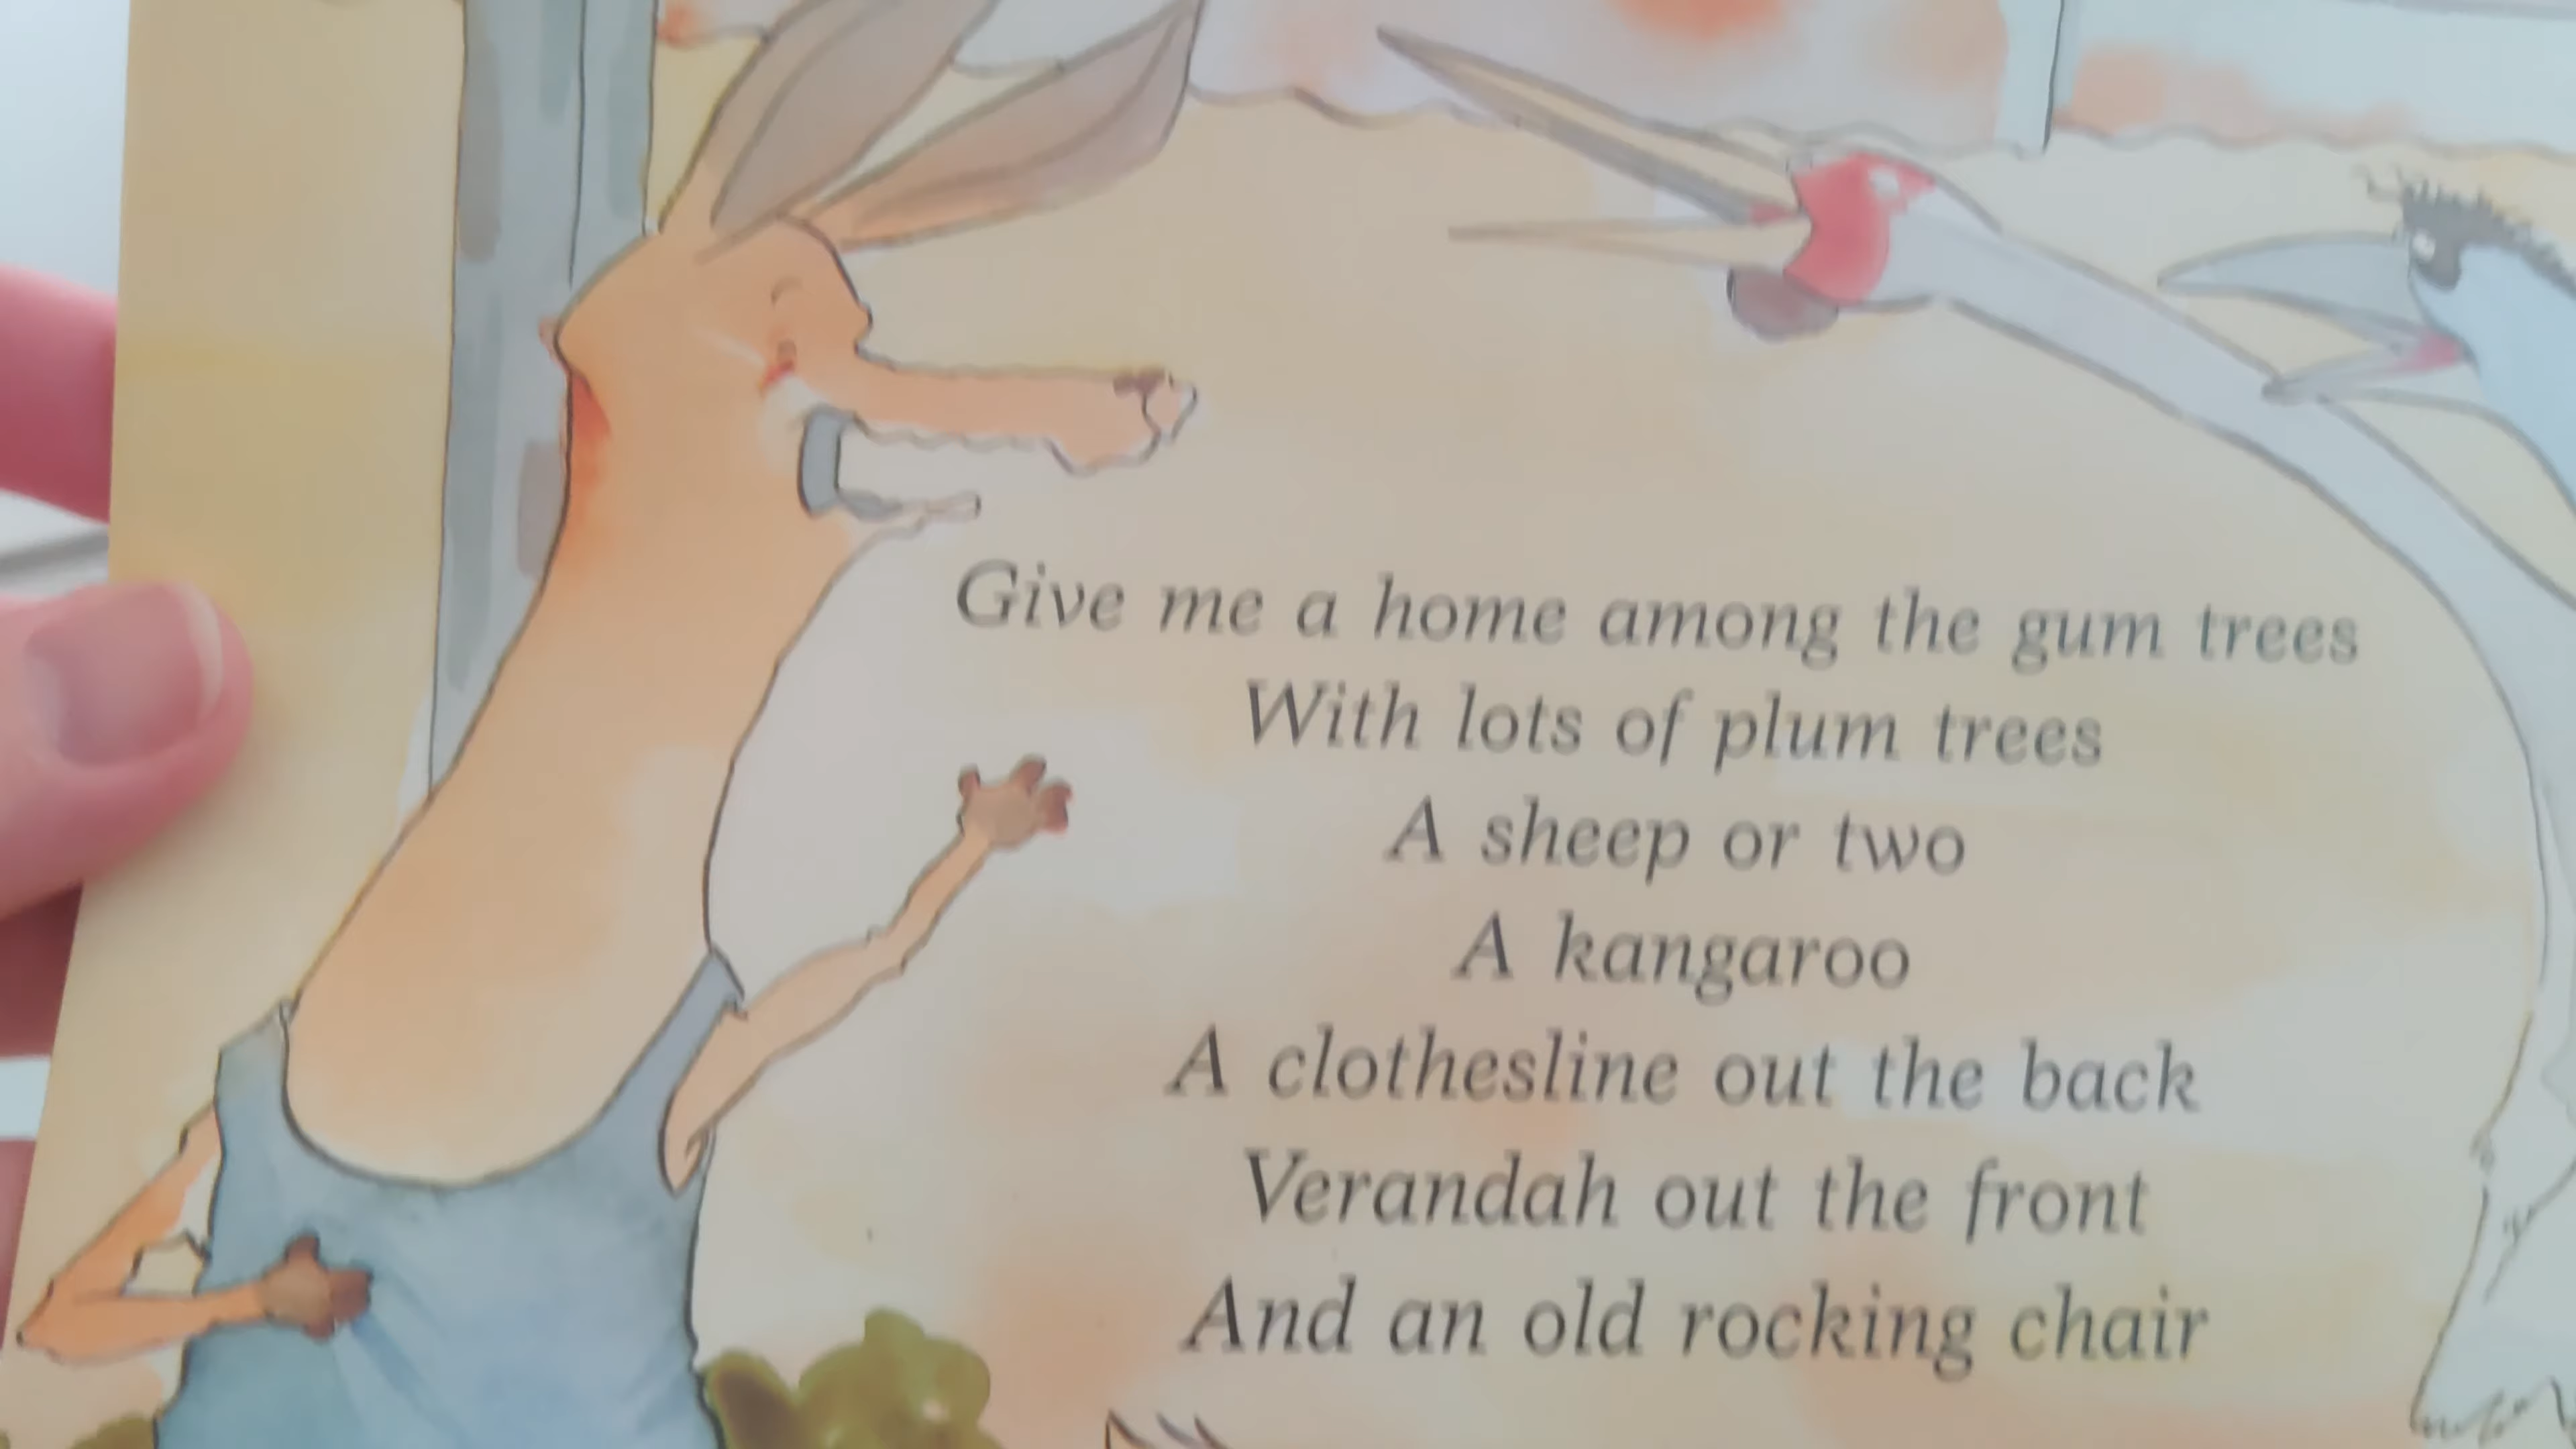 Give me a home among the gum trees
With lots of plum trees
A sheep or two
A kangaroo
A clothesline out the back
Verandah out the front
And an old rocking chair